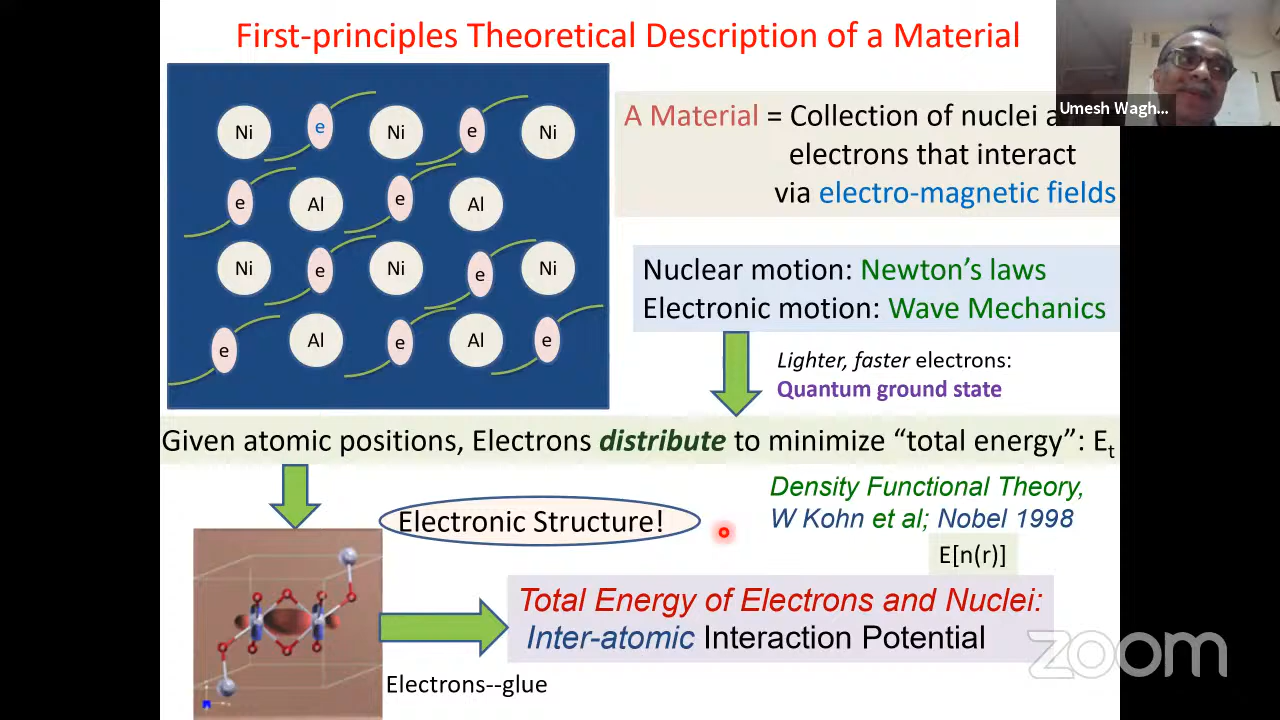 First-principles Theoretical Description of a Material
Umesh Wagh...
Ni e Ni e Ni
e Al e Al
Ni e Ni e Ni
e Al e Al e
A Material = Collection of nuclei a
electrons that interact
via electro-magnetic fields
Nuclear motion: Newton's laws
Electronic motion: Wave Mechanics
Lighter, faster electrons:
Quantum ground state
Given atomic positions, Electrons distribute to minimize “total energy”: Et
Electronic Structure!
Density Functional Theory,
W Kohn et al; Nobel 1998
E[n(r)]
Total Energy of Electrons and Nuclei:
Inter-atomic Interaction Potential
Electrons--glue
zoom